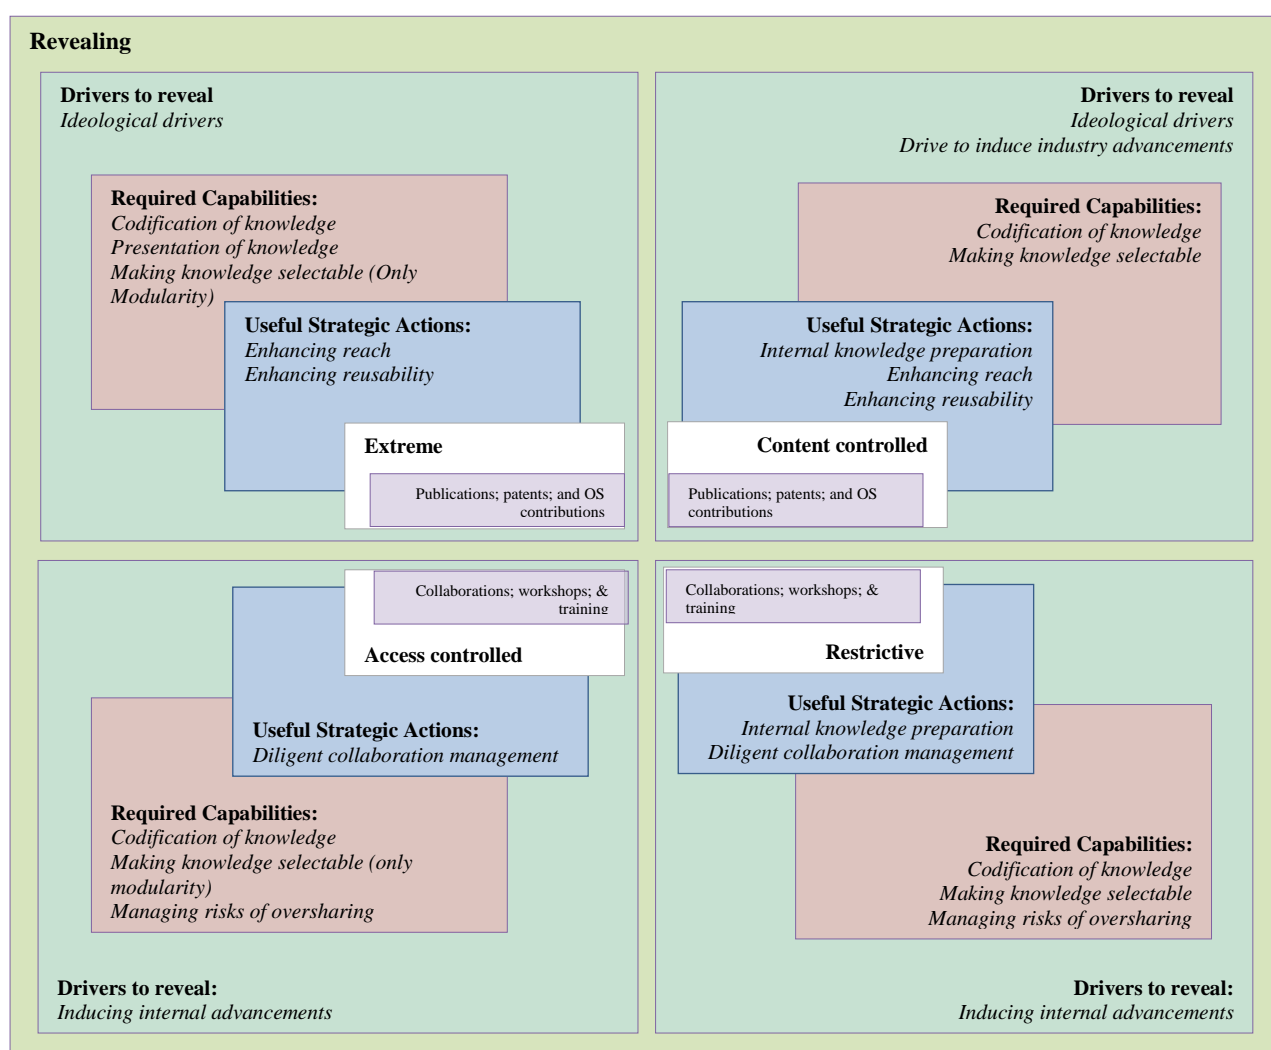 Revealing
Drivers to reveal
Ideological drivers
Required Capabilities:
Codification of knowledge
Presentation of knowledge
Making knowledge selectable (Only
Modularity)
Useful Strategic Actions:
Enhancing reach
Enhancing reusability
Extreme
Publications; patents; and OS
contributions
Drivers to reveal
Ideological drivers
Drive to induce industry advancements
Required Capabilities:
Codification of knowledge
Making knowledge selectable
Useful Strategic Actions:
Internal knowledge preparation
Enhancing reach
Enhancing reusability
Content controlled
Publications; patents; and OS
contributions
Collaborations; workshops; &
training
Access controlled
Useful Strategic Actions:
Diligent collaboration management
Required Capabilities:
Codification of knowledge
Making knowledge selectable (only
modularity)
Managing risks of oversharing
Drivers to reveal:
Inducing internal advancements
Collaborations; workshops; &
training
Restrictive
Useful Strategic Actions:
Internal knowledge preparation
Diligent collaboration management
Required Capabilities:
Codification of knowledge
Making knowledge selectable
Managing risks of oversharing
Drivers to reveal:
Inducing internal advancements